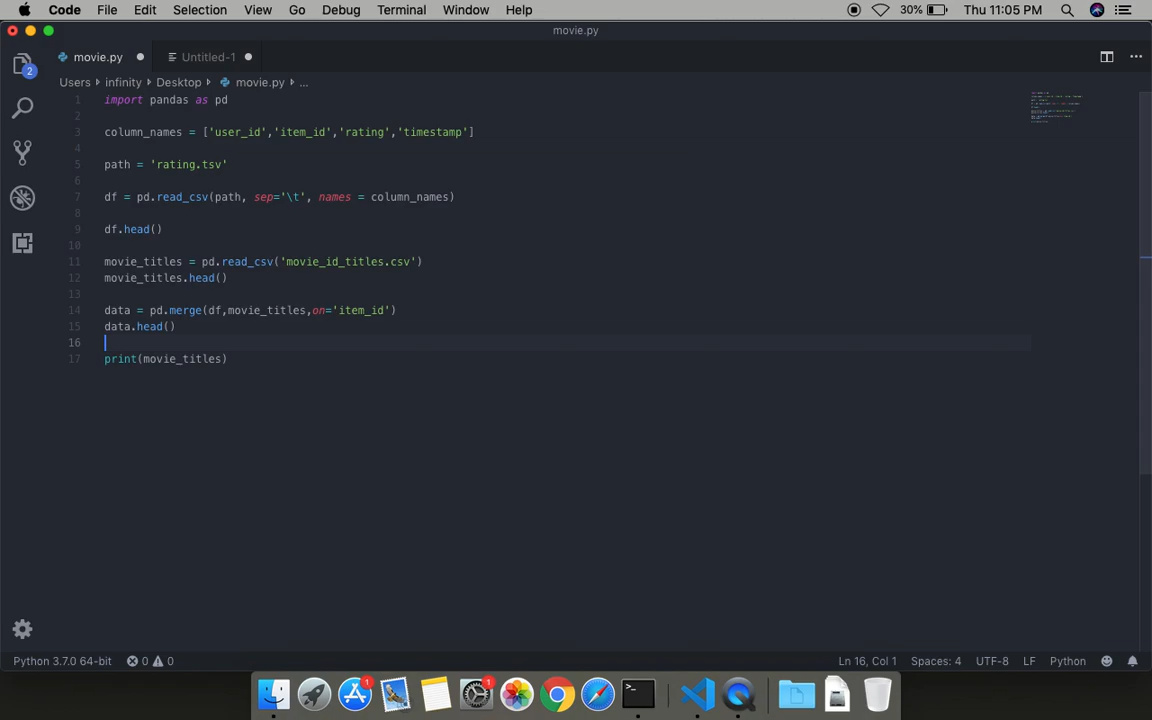 Code File Edit Selection View Go Debug Terminal Window Help 30% Thu 11:05 PM
movie.py
movie.py Untitled-1
2
Users infinity Desktop movie.py ...
1 import pandas as pd
2
3 column_names = ['user_id','item_id','rating','timestamp']
4
5 path = 'rating.tsv'
6
7 df = pd.read_csv(path, sep='\t', names = column_names)
8
9 df.head()
10
11 movie_titles = pd.read_csv('movie_id_titles.csv')
12 movie_titles.head()
13
14 data = pd.merge(df,movie_titles,on='item_id')
15 data.head()
16
17 print(movie_titles)
Python 3.7.0 64-bit 0 0 Ln 16, Col 1 Spaces: 4 UTF-8 LF Python
1 1